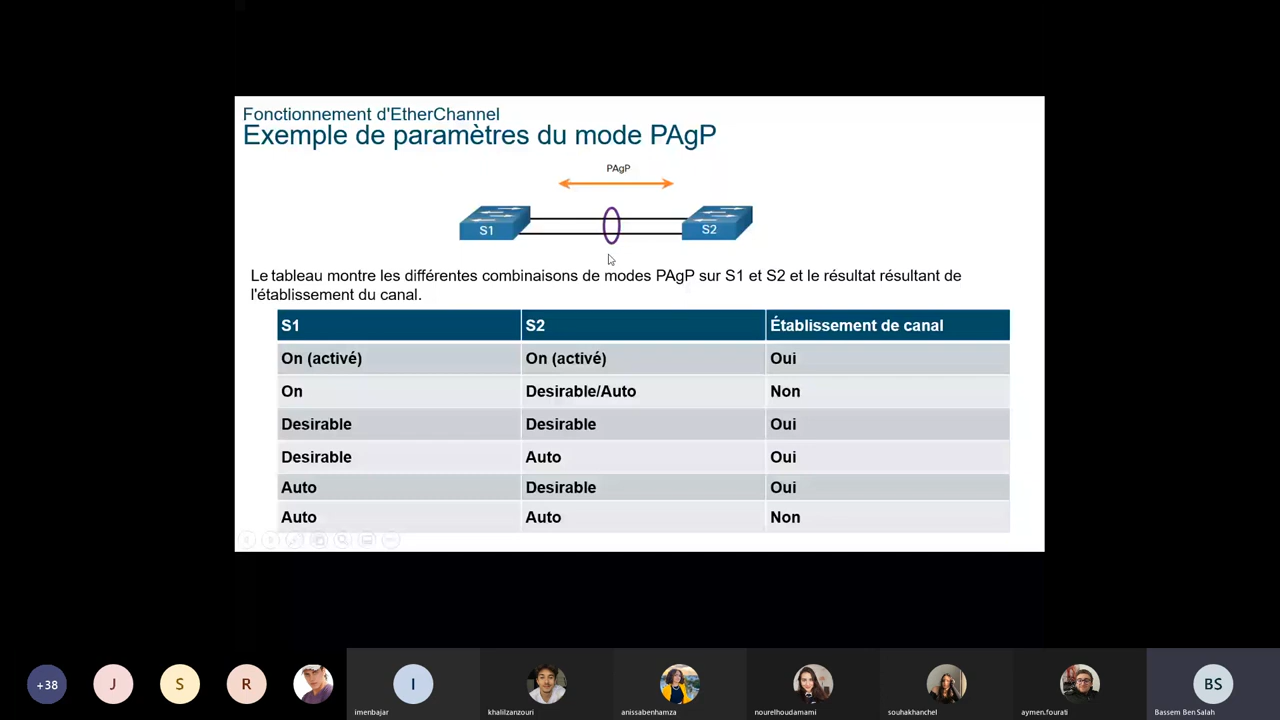 Fonctionnement d'EtherChannel
Exemple de paramètres du mode PAgP
PAgP
S1
S2
Le tableau montre les différentes combinaisons de modes PAgP sur S1 et S2 et le résultat résultant de
l'établissement du canal.
S1 S2 Établissement de canal
On (activé) On (activé) Oui
On Desirable/Auto Non
Desirable Desirable Oui
Desirable Auto Oui
Auto Desirable Oui
Auto Auto Non
+38 J S R I BS
imenbajar khalilzanzouri anissabenhamza nourelhoudamami souhakhanchel aymen.fourati Bassem Ben Salah